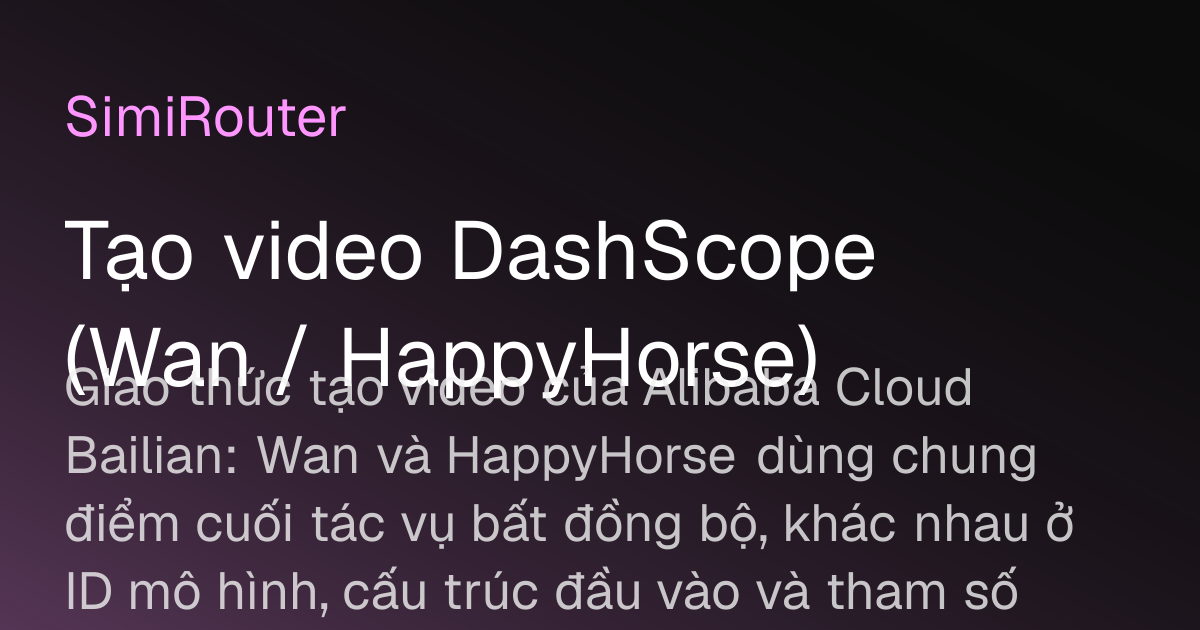 SimiRouter
Tạo video DashScope
(Wan / HappyHorse)
Giao thức tạo video của Alibaba Cloud
Bailian: Wan và HappyHorse dùng chung
điểm cuối tác vụ bất đồng bộ, khác nhau ở
ID mô hình, cấu trúc đầu vào và tham số